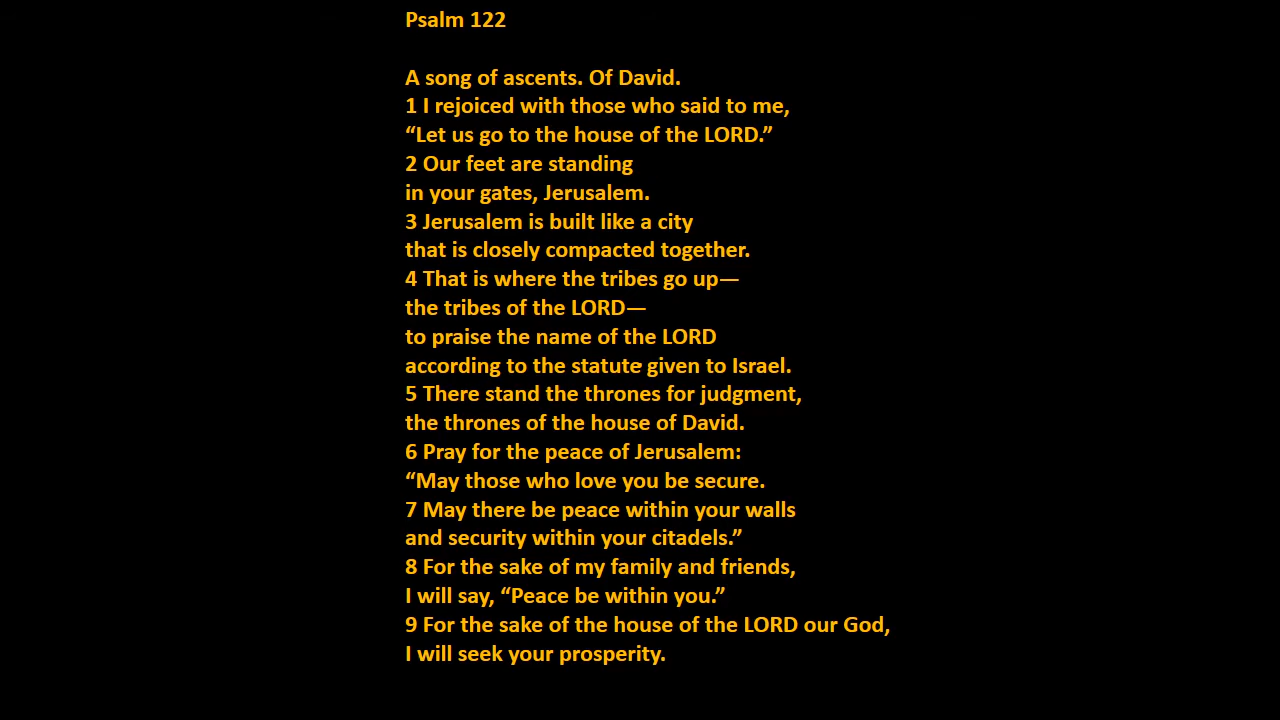 Psalm 122
A song of ascents. Of David.
1 I rejoiced with those who said to me,
“Let us go to the house of the LORD.”
2 Our feet are standing
in your gates, Jerusalem.
3 Jerusalem is built like a city
that is closely compacted together.
4 That is where the tribes go up—
the tribes of the LORD—
to praise the name of the LORD
according to the statute given to Israel.
5 There stand the thrones for judgment,
the thrones of the house of David.
6 Pray for the peace of Jerusalem:
“May those who love you be secure.
7 May there be peace within your walls
and security within your citadels.”
8 For the sake of my family and friends,
I will say, “Peace be within you.”
9 For the sake of the house of the LORD our God,
I will seek your prosperity.